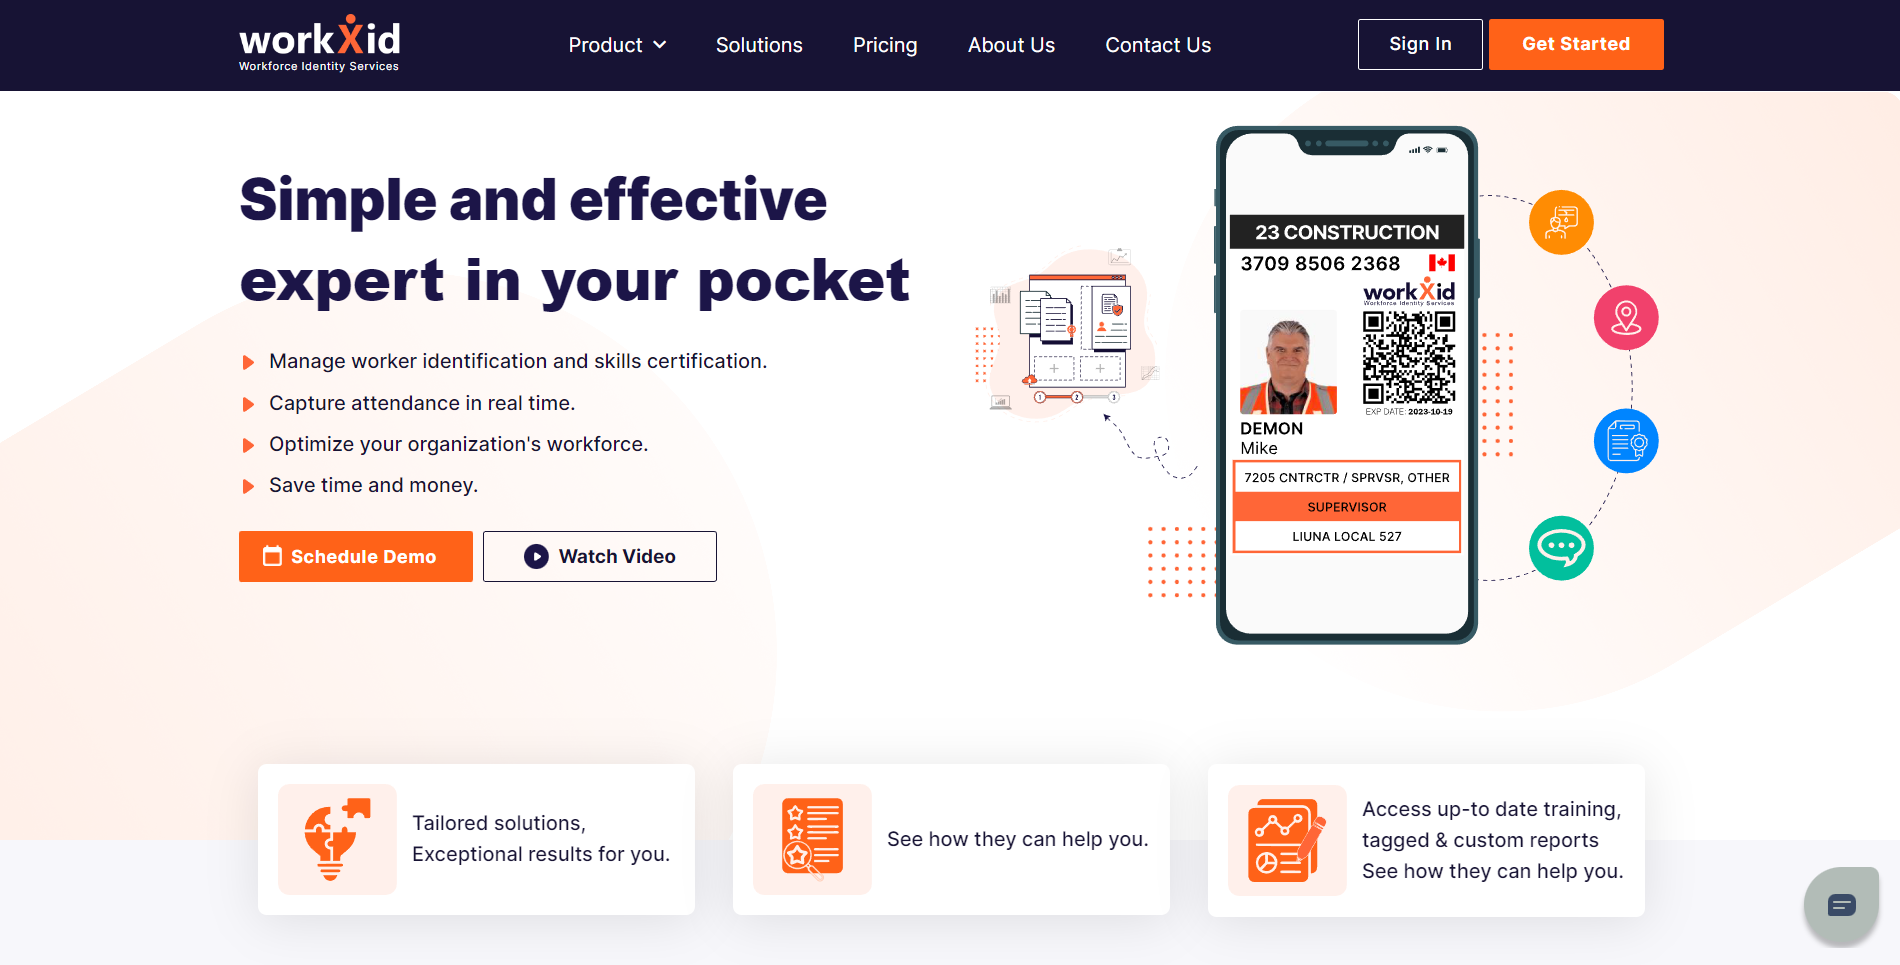 workXid
Workforce Identity Services
Product
Solutions
Pricing
About Us
Contact Us
Sign In
Get Started
Simple and effective
expert in your pocket
Manage worker identification and skills certification.
Capture attendance in real time.
Optimize your organization's workforce.
Save time and money.
Schedule Demo
Watch Video
1 2 3
23 CONSTRUCTION
3709 8506 2368
workXid
Workforce Identity Services
EXP DATE: 2023-10-19
DEMON
Mike
7205 CNTRCTR / SPRVSR, OTHER
SUPERVISOR
LIUNA LOCAL 527
Tailored solutions,
Exceptional results for you.
See how they can help you.
Access up-to date training,
tagged & custom reports
See how they can help you.